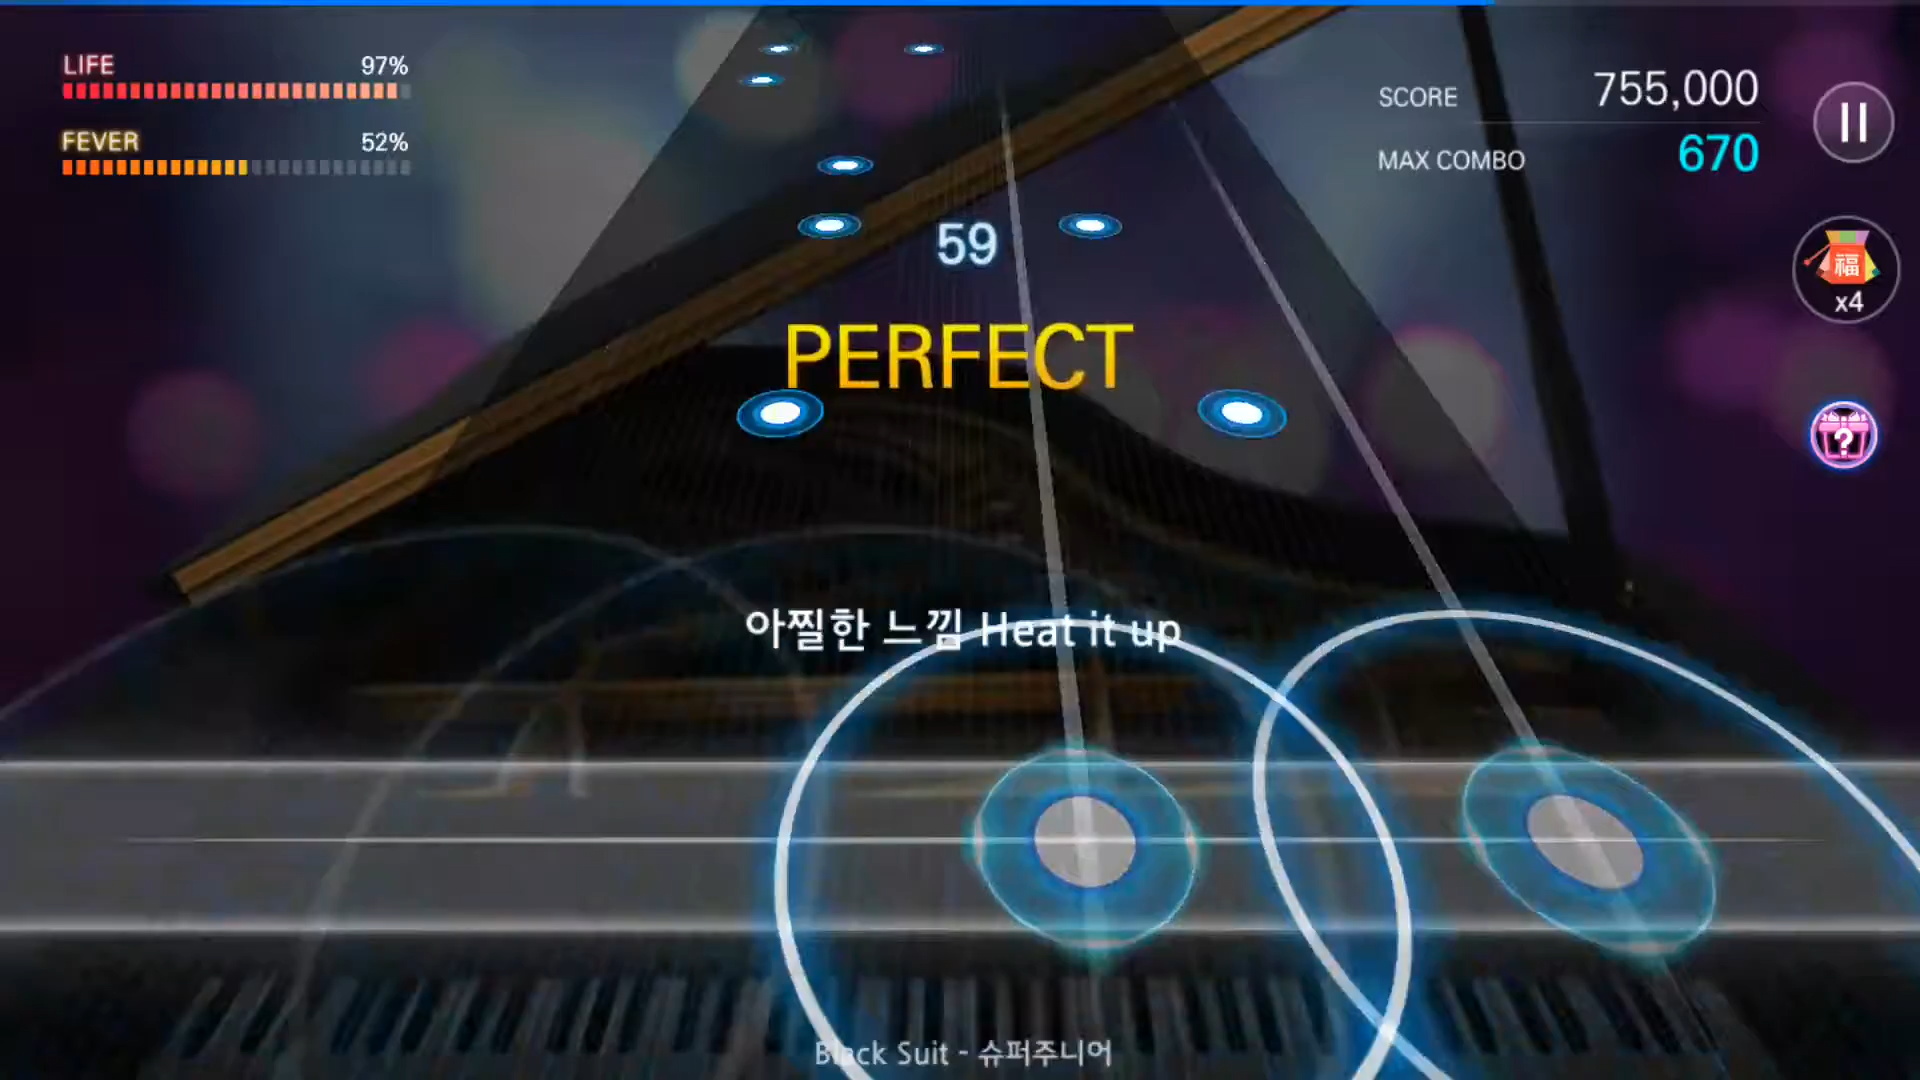 LIFE 97%
FEVER 52%
SCORE 755,000
MAX COMBO 670
福
x4
?
59
PERFECT
아찔한 느낌 Heat it up
Black Suit - 슈퍼주니어